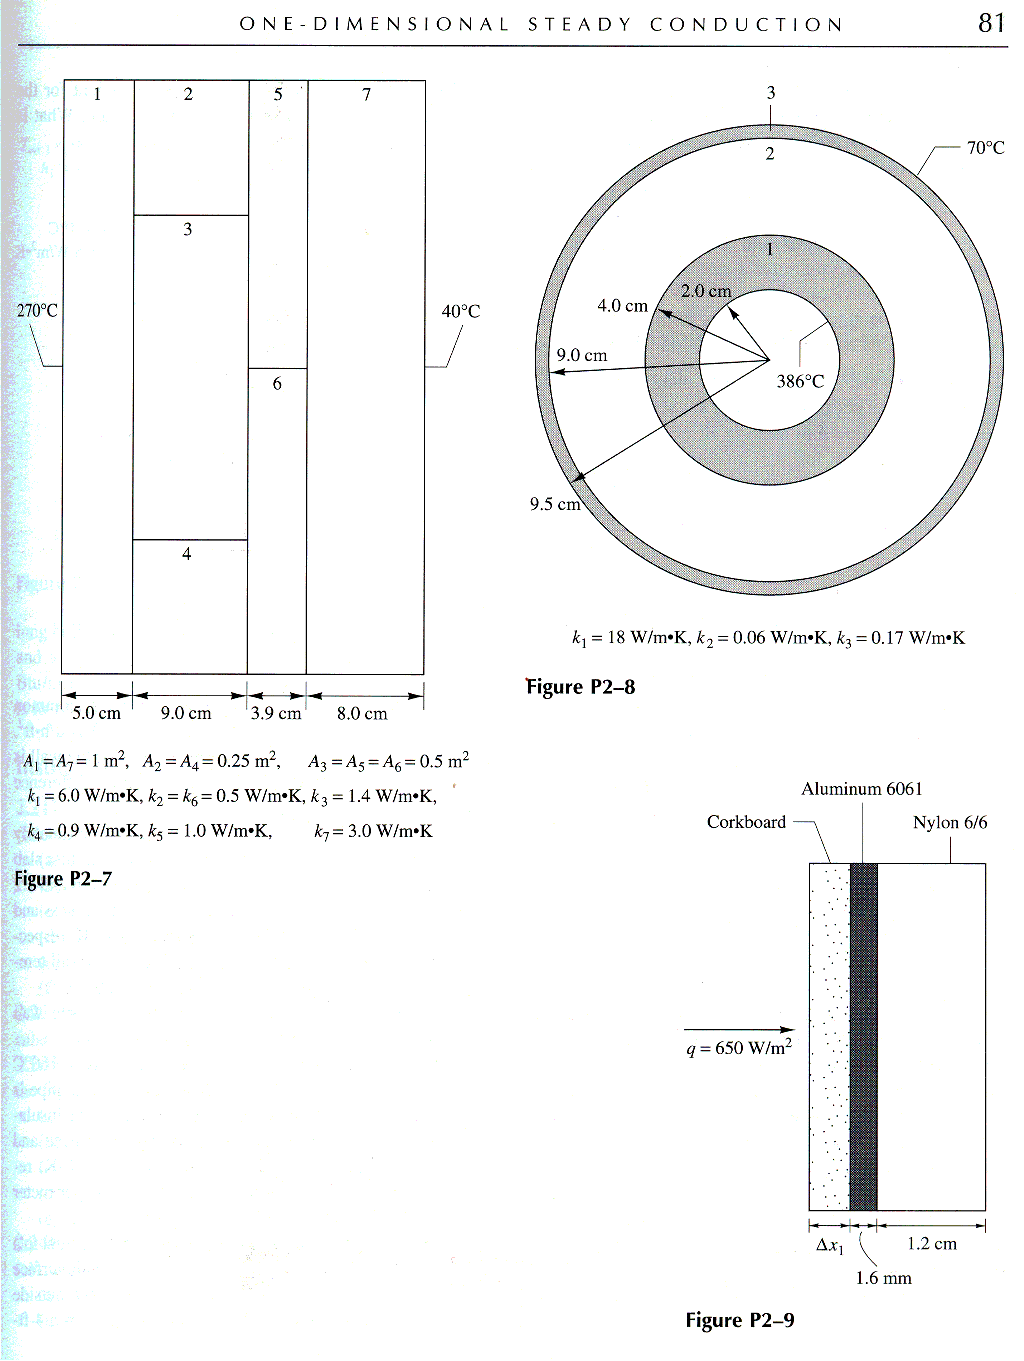 ONE-DIMENSIONAL STEADY CONDUCTION 81
1 2 5 7
3
270°C
40°C
6
4
5.0 cm 9.0 cm 3.9 cm 8.0 cm
A₁ = A₇ = 1 m², A₂ = A₄ = 0.25 m², A₃ = A₅ = A₆ = 0.5 m²
k₁ = 6.0 W/m•K, k₂ = k₆ = 0.5 W/m•K, k₃ = 1.4 W/m•K,
k₄ = 0.9 W/m•K, k₅ = 1.0 W/m•K, k₇ = 3.0 W/m•K
Figure P2–7
3
70°C
2
1
2.0 cm
4.0 cm
9.0 cm
386°C
9.5 cm
k₁ = 18 W/m•K, k₂ = 0.06 W/m•K, k₃ = 0.17 W/m•K
Figure P2–8
Aluminum 6061
Corkboard Nylon 6/6
q = 650 W/m²
Δx₁ 1.2 cm
1.6 mm
Figure P2–9